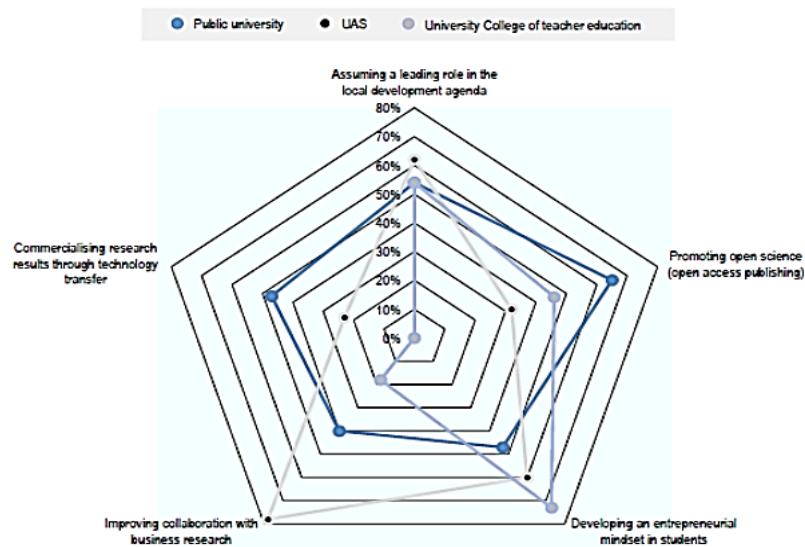 Public university
UAS
University College of teacher education
Assuming a leading role in the
local development agenda
80%
70%
60%
50%
40%
30%
20%
10%
0%
Commercialising research
results through technology
transfer
Promoting open science
(open access publishing)
Improving collaboration with
business research
Developing an entrepreneurial
mindset in students